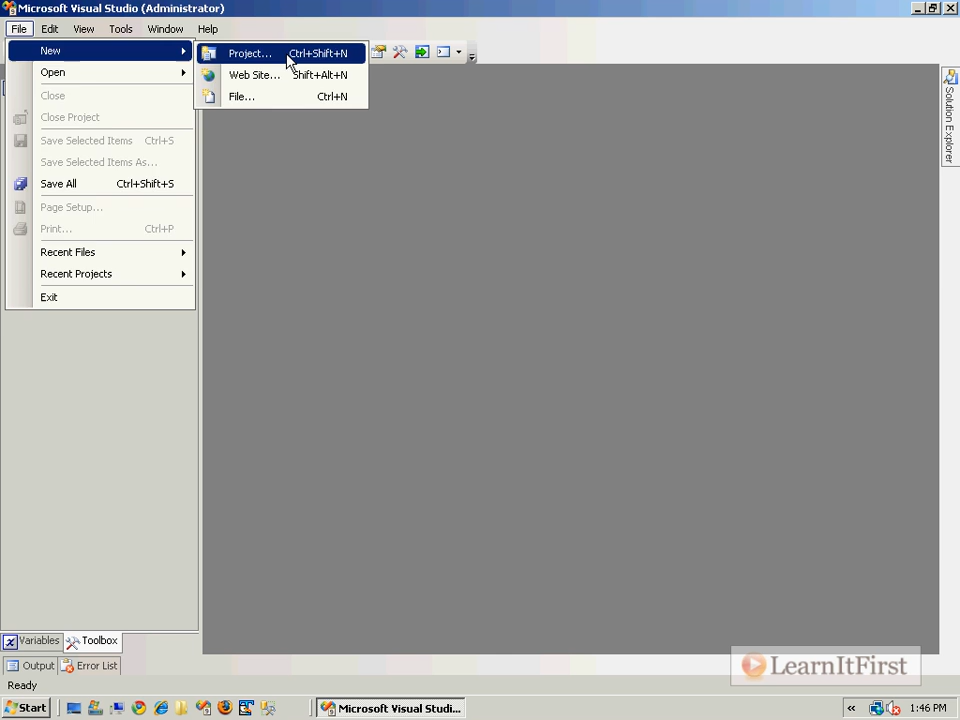 Microsoft Visual Studio (Administrator)
File Edit View Tools Window Help
New
Open
Close
Close Project
Save Selected Items Ctrl+S
Save Selected Items As...
Save All Ctrl+Shift+S
Page Setup...
Print... Ctrl+P
Recent Files
Recent Projects
Exit
Project... Ctrl+Shift+N
Web Site... Shift+Alt+N
File... Ctrl+N
Solution Explorer
Variables Toolbox
Output Error List
Ready
LearnItFirst
Start Microsoft Visual Studi... « 1:46 PM